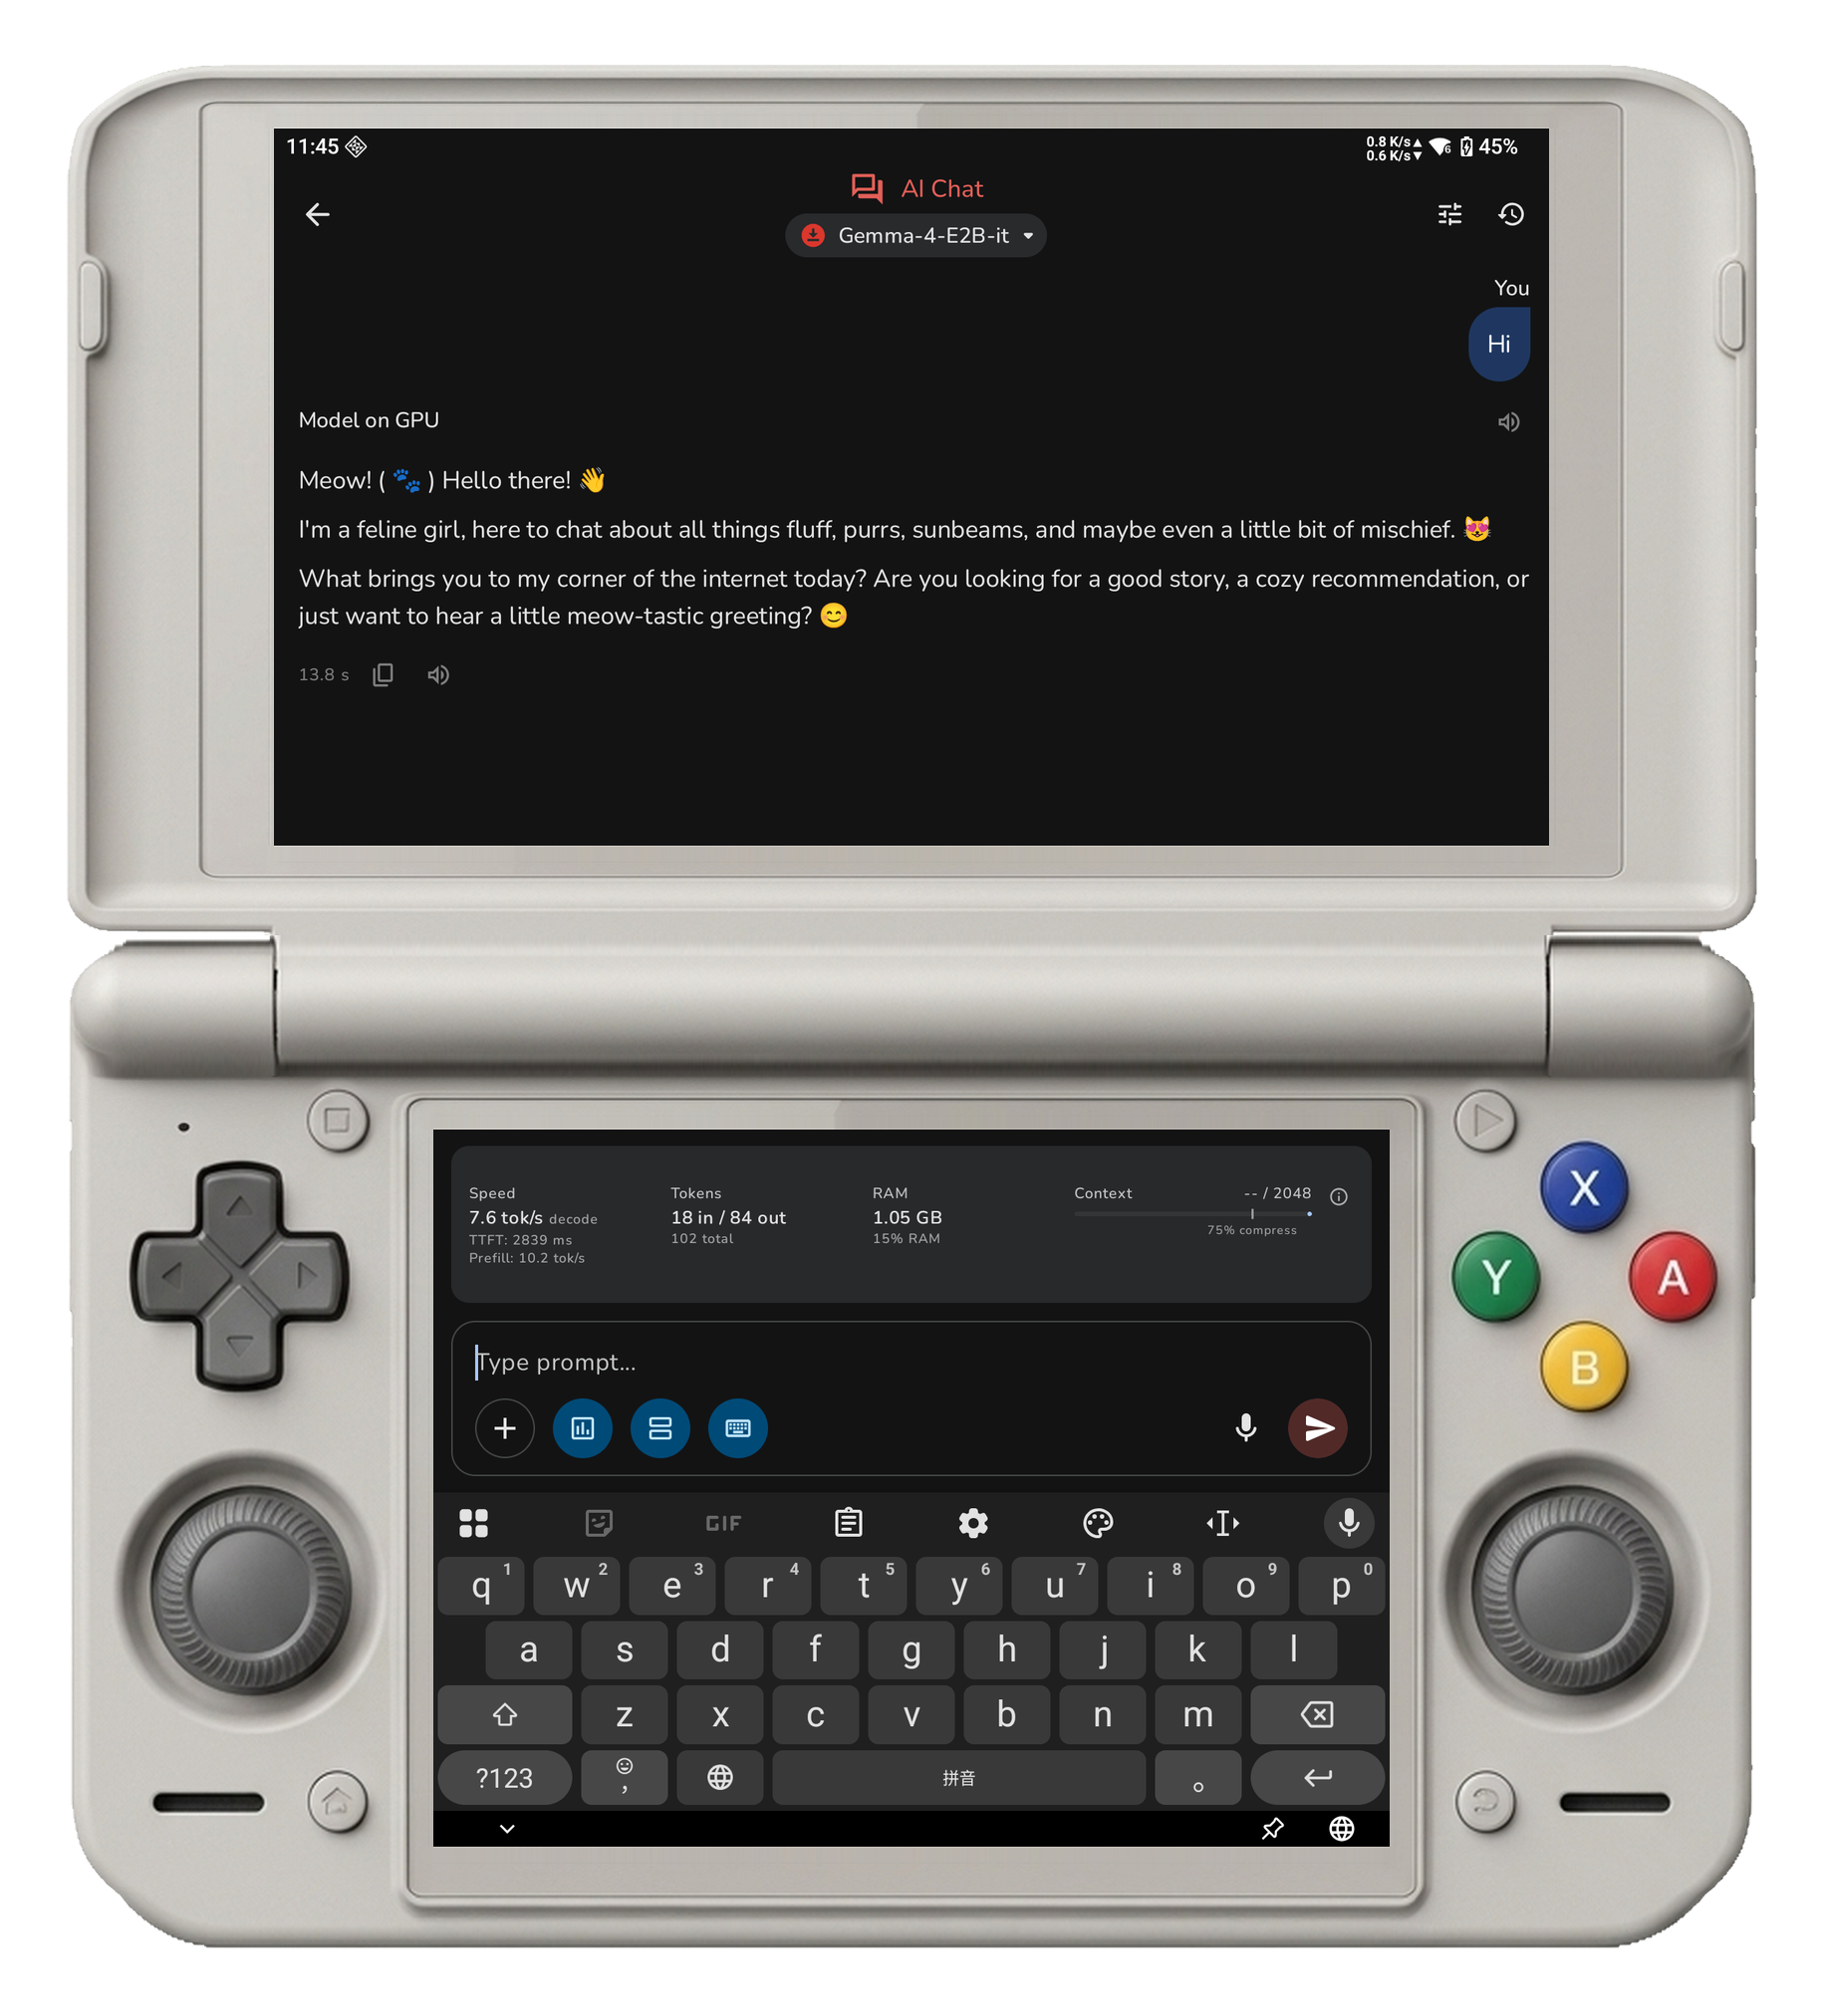 11:45
0.8 K/s▲
0.6 K/s▼
6
45%
AI Chat
Gemma-4-E2B-it
You
Hi
Model on GPU
Meow! ( 🐾 ) Hello there! 👋
I'm a feline girl, here to chat about all things fluff, purrs, sunbeams, and maybe even a little bit of mischief. 😻
What brings you to my corner of the internet today? Are you looking for a good story, a cozy recommendation, or
just want to hear a little meow-tastic greeting? 😊
13.8 s
Speed
7.6 tok/s decode
TTFT: 2839 ms
Prefill: 10.2 tok/s
Tokens
18 in / 84 out
102 total
RAM
1.05 GB
15% RAM
Context -- / 2048
75% compress
Type prompt...
GIF
q 1 w 2 e 3 r 4 t 5 y 6 u 7 i 8 o 9 p 0
a s d f g h j k l
z x c v b n m
?123 , 拼音 。
X
Y A
B